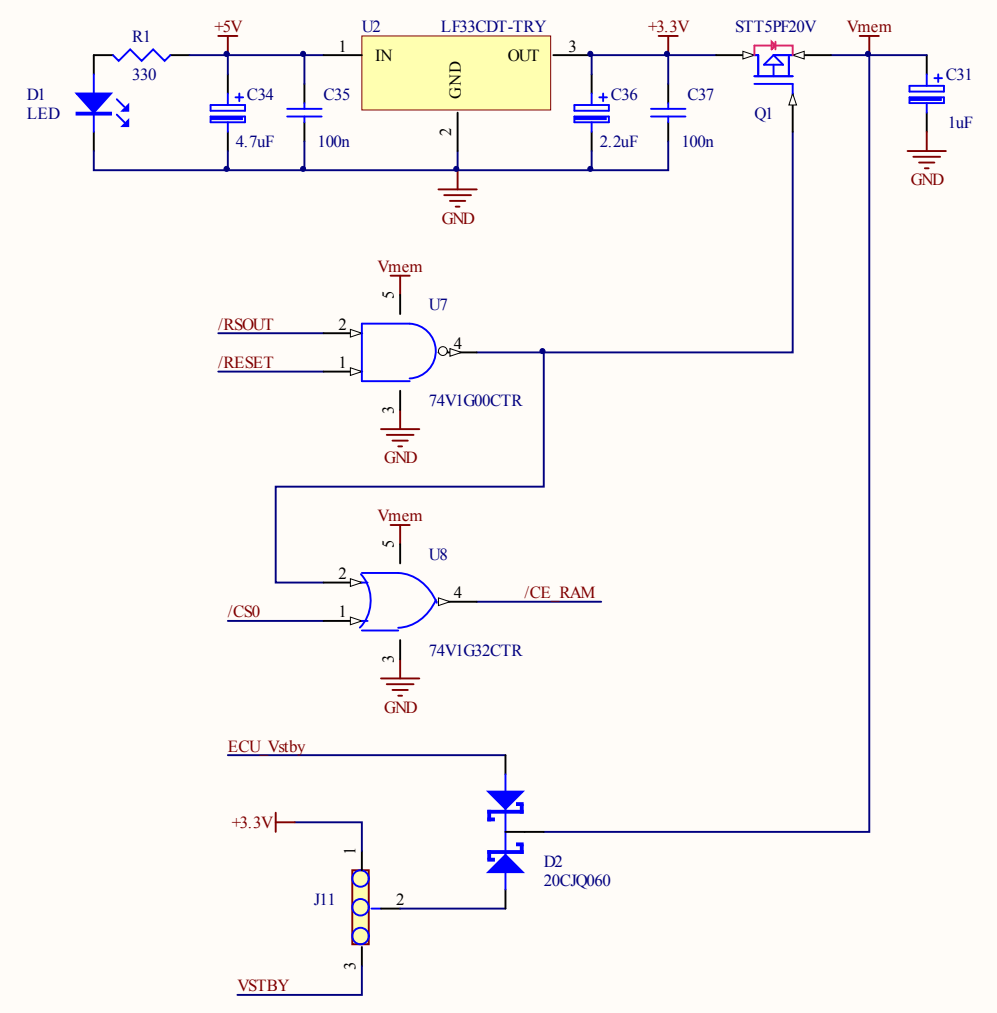 +5V U2 LF33CDT-TRY +3.3V STT5PF20V Vmem
R1 1 IN OUT 3
330 GND
D1 C34 C35 C36 C37 Q1 C31
LED 2
4.7uF 100n 2.2uF 100n 1uF
GND
GND
Vmem
5 U7
/RSOUT 2
4
/RESET 1
3 74V1G00CTR
GND
Vmem
5 U8
2
4 /CE_RAM
/CS0 1
3 74V1G32CTR
GND
ECU_Vstby
+3.3V
1 D2
20CJQ060
J11 2
3
VSTBY